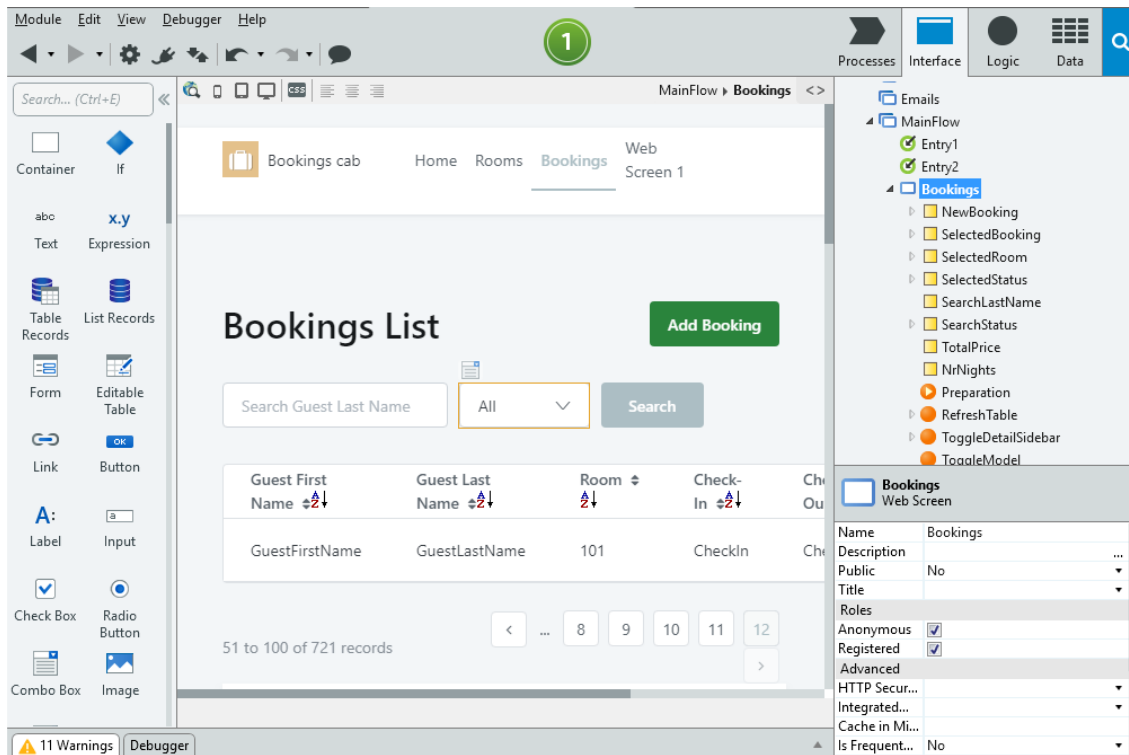 Module Edit View Debugger Help
1
Processes Interface Logic Data
Search... (Ctrl+E)
css
MainFlow Bookings <>
Container If
abc x.y
Text Expression
Table Records List Records
Form Editable Table
OK
Link Button
A: a
Label Input
Check Box Radio Button
Combo Box Image
Bookings cab Home Rooms Bookings Web Screen 1
Bookings List Add Booking
Search Guest Last Name All Search
Guest First Name Guest Last Name Room Check-In
GuestFirstName GuestLastName 101 CheckIn
51 to 100 of 721 records < ... 8 9 10 11 12 >
Emails
MainFlow
Entry1
Entry2
Bookings
NewBooking
SelectedBooking
SelectedRoom
SelectedStatus
SearchLastName
SearchStatus
TotalPrice
NrNights
Preparation
RefreshTable
ToggleDetailSidebar
ToggleModel
Bookings
Web Screen
Name Bookings
Description ...
Public No
Title
Roles
Anonymous
Registered
Advanced
HTTP Secur...
Integrated...
Cache in Mi...
Is Frequent... No
11 Warnings Debugger